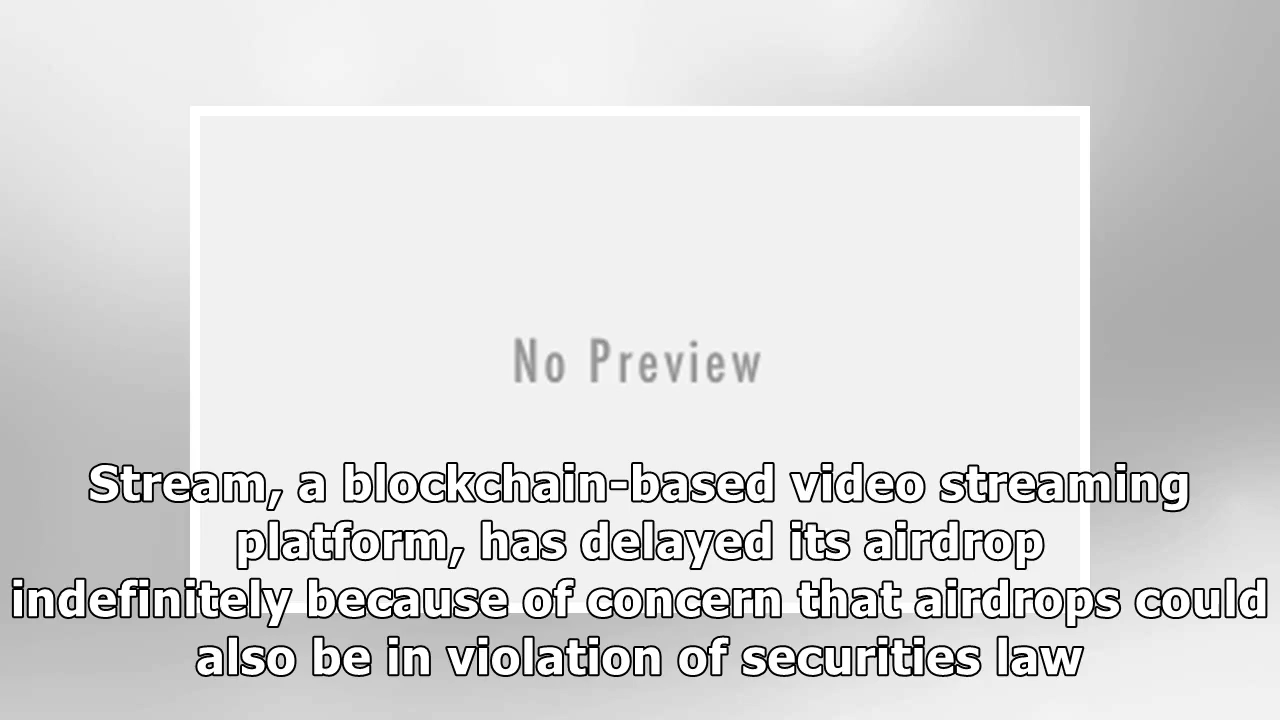 No Preview
Stream, a blockchain-based video streaming
platform, has delayed its airdrop
indefinitely because of concern that airdrops could
also be in violation of securities law